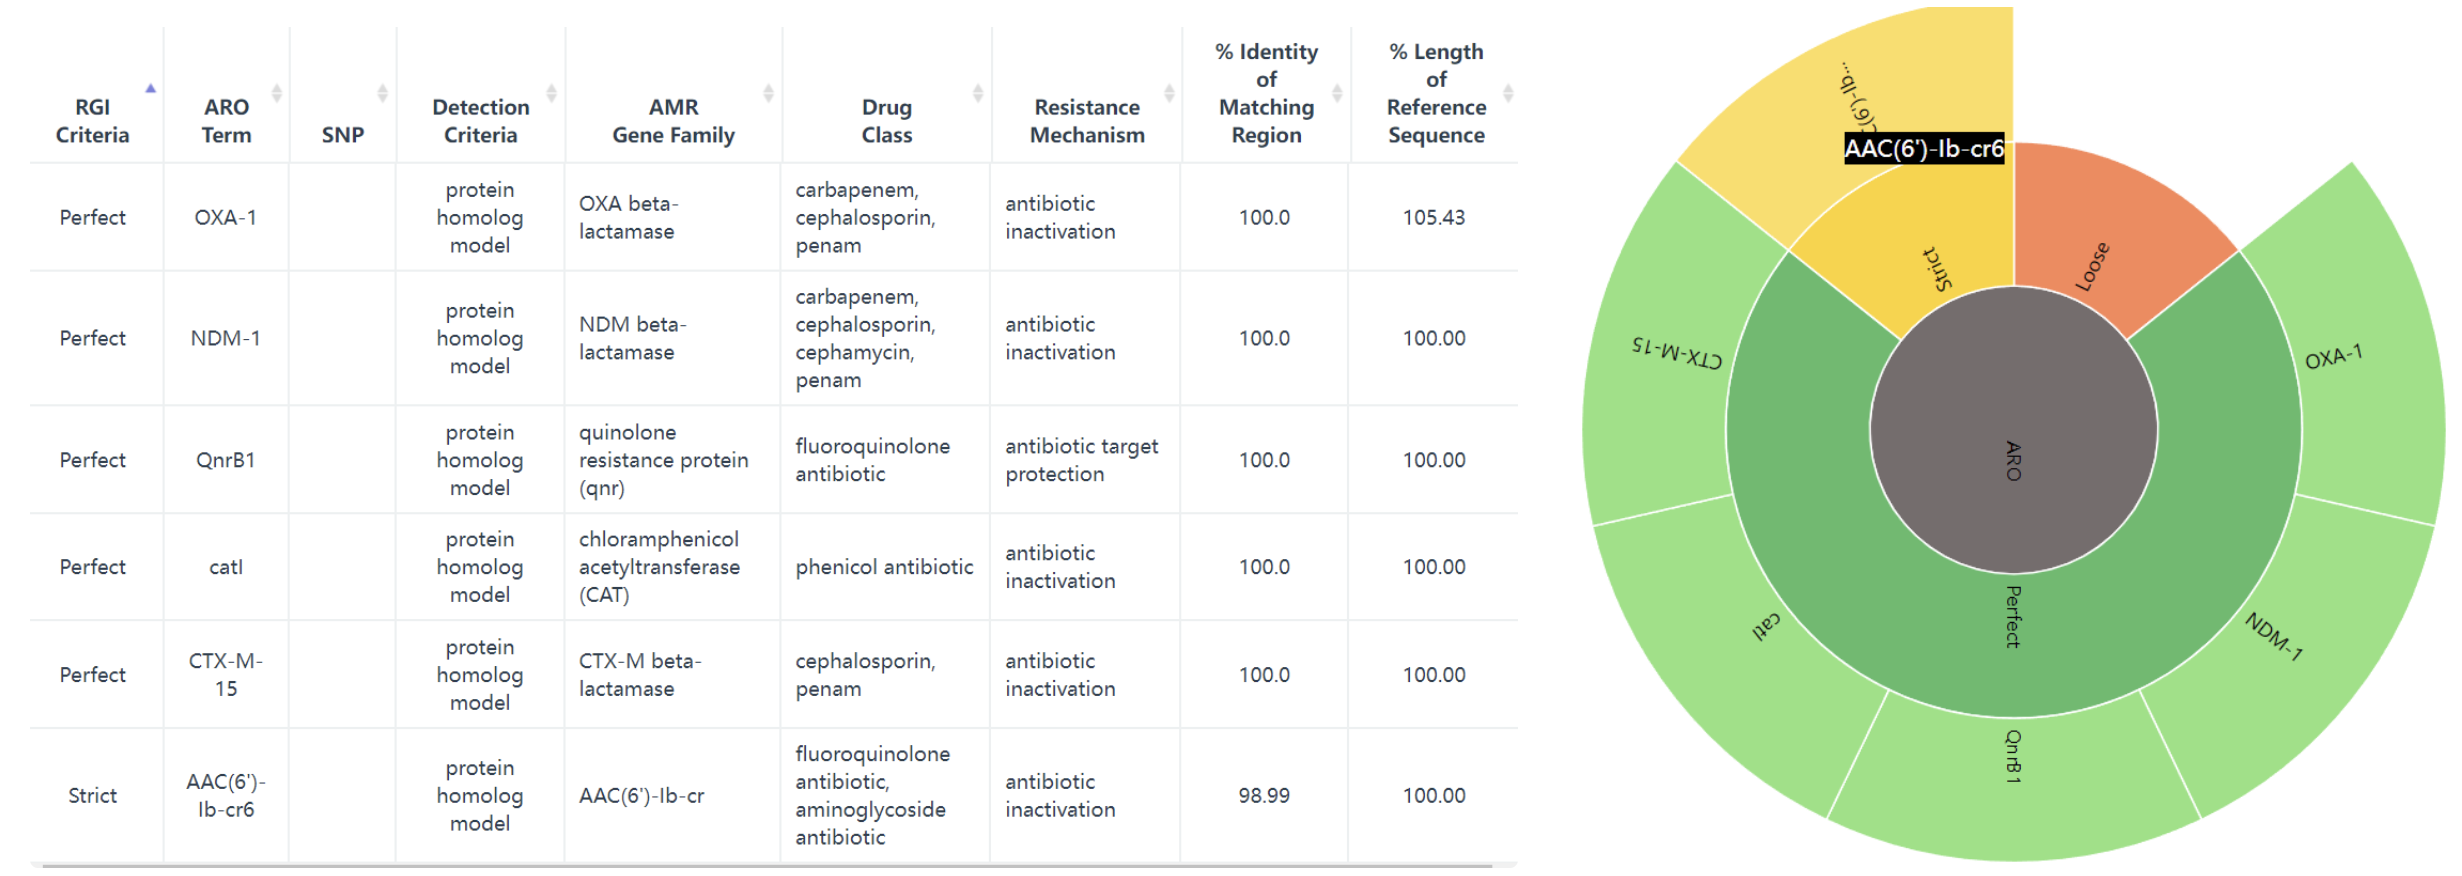 RGI Criteria
ARO Term
SNP
Detection Criteria
AMR Gene Family
Drug Class
Resistance Mechanism
% Identity of Matching Region
% Length of Reference Sequence
Perfect
OXA-1
protein homolog model
OXA beta-lactamase
carbapenem, cephalosporin, penam
antibiotic inactivation
100.0
105.43
Perfect
NDM-1
protein homolog model
NDM beta-lactamase
carbapenem, cephalosporin, cephamycin, penam
antibiotic inactivation
100.0
100.00
Perfect
QnrB1
protein homolog model
quinolone resistance protein (qnr)
fluoroquinolone antibiotic
antibiotic target protection
100.0
100.00
Perfect
catI
protein homolog model
chloramphenicol acetyltransferase (CAT)
phenicol antibiotic
antibiotic inactivation
100.0
100.00
Perfect
CTX-M-15
protein homolog model
CTX-M beta-lactamase
cephalosporin, penam
antibiotic inactivation
100.0
100.00
Strict
AAC(6')-Ib-cr6
protein homolog model
AAC(6')-Ib-cr
fluoroquinolone antibiotic, aminoglycoside antibiotic
antibiotic inactivation
98.99
100.00
AAC(6')-Ib-cr6
Strict
Loose
CTX-M-15
OXA-1
ARO
Perfect
catI
NDM-1
QnrB1